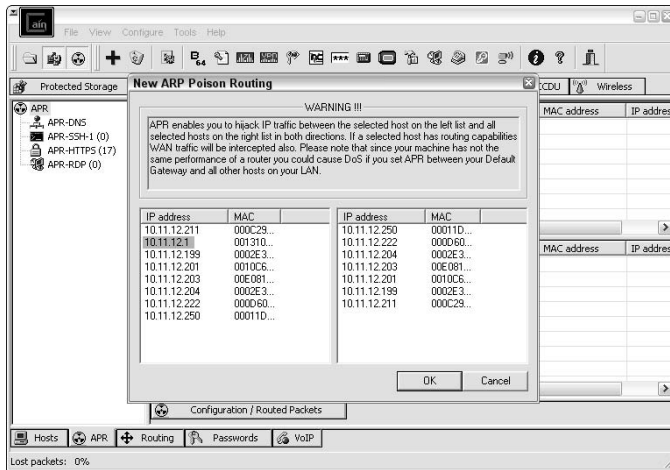 cain
File View Configure Tools Help
B64
***
Protected Storage
CCDU
Wireless
New ARP Poison Routing
WARNING !!!
APR enables you to hijack IP traffic between the selected host on the left list and all
selected hosts on the right list in both directions. If a selected host has routing capabilities
WAN traffic will be intercepted also. Please note that since your machine has not the
same performance of a router you could cause DoS if you set APR between your Default
Gateway and all other hosts on your LAN.
APR
APR-DNS
APR-SSH-1 (0)
APR-HTTPS (17)
APR-RDP (0)
IP address MAC
10.11.12.211 000C29...
10.11.12.1 001310...
10.11.12.199 0002E3...
10.11.12.201 0010C6...
10.11.12.203 00E081...
10.11.12.204 0002E3...
10.11.12.222 000D60...
10.11.12.250 00011D...
IP address MAC
10.11.12.250 00011D...
10.11.12.222 000D60...
10.11.12.204 0002E3...
10.11.12.203 00E081...
10.11.12.201 0010C6...
10.11.12.199 0002E3...
10.11.12.211 000C29...
OK Cancel
MAC address IP addres
MAC address IP addres
Configuration / Routed Packets
Hosts APR Routing Passwords VoIP
Lost packets: 0%